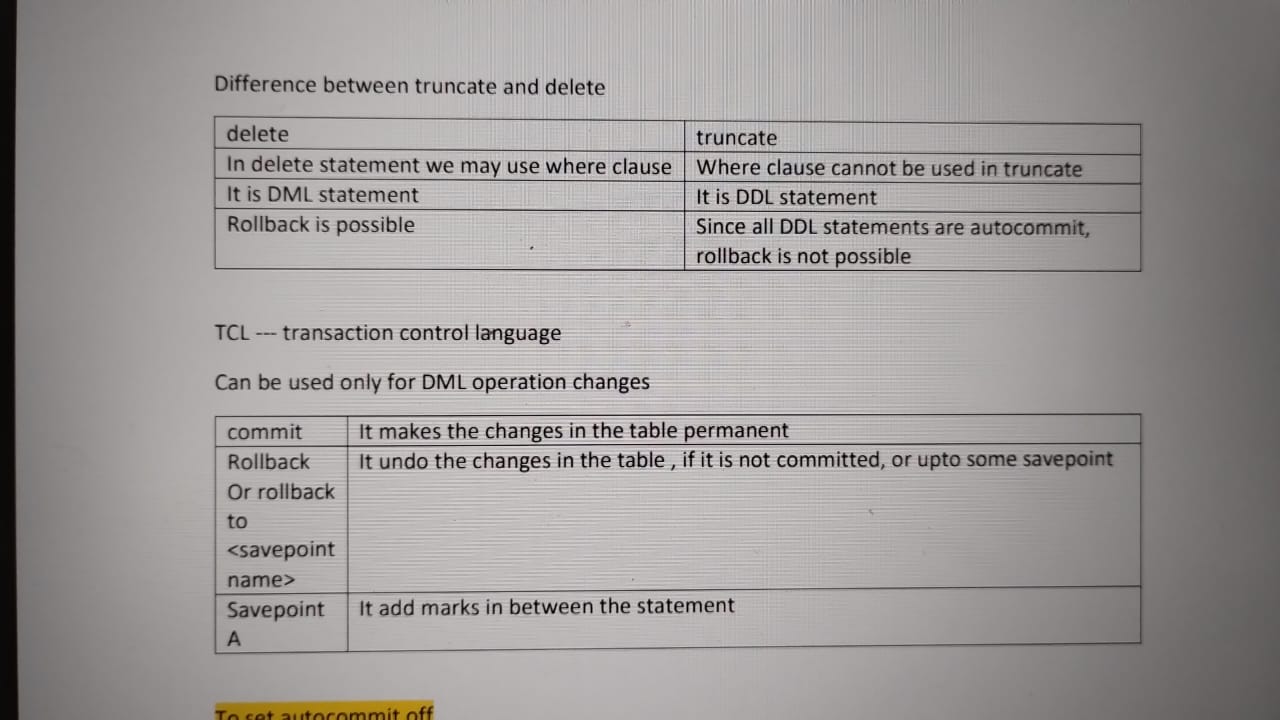 Difference between truncate and delete
delete
truncate
In delete statement we may use where clause
Where clause cannot be used in truncate
It is DML statement
It is DDL statement
Rollback is possible
Since all DDL statements are autocommit,
rollback is not possible
TCL --- transaction control language
Can be used only for DML operation changes
commit
It makes the changes in the table permanent
Rollback
Or rollback
to
<savepoint
name>
It undo the changes in the table , if it is not committed, or upto some savepoint
Savepoint
A
It add marks in between the statement
To set autocommit off